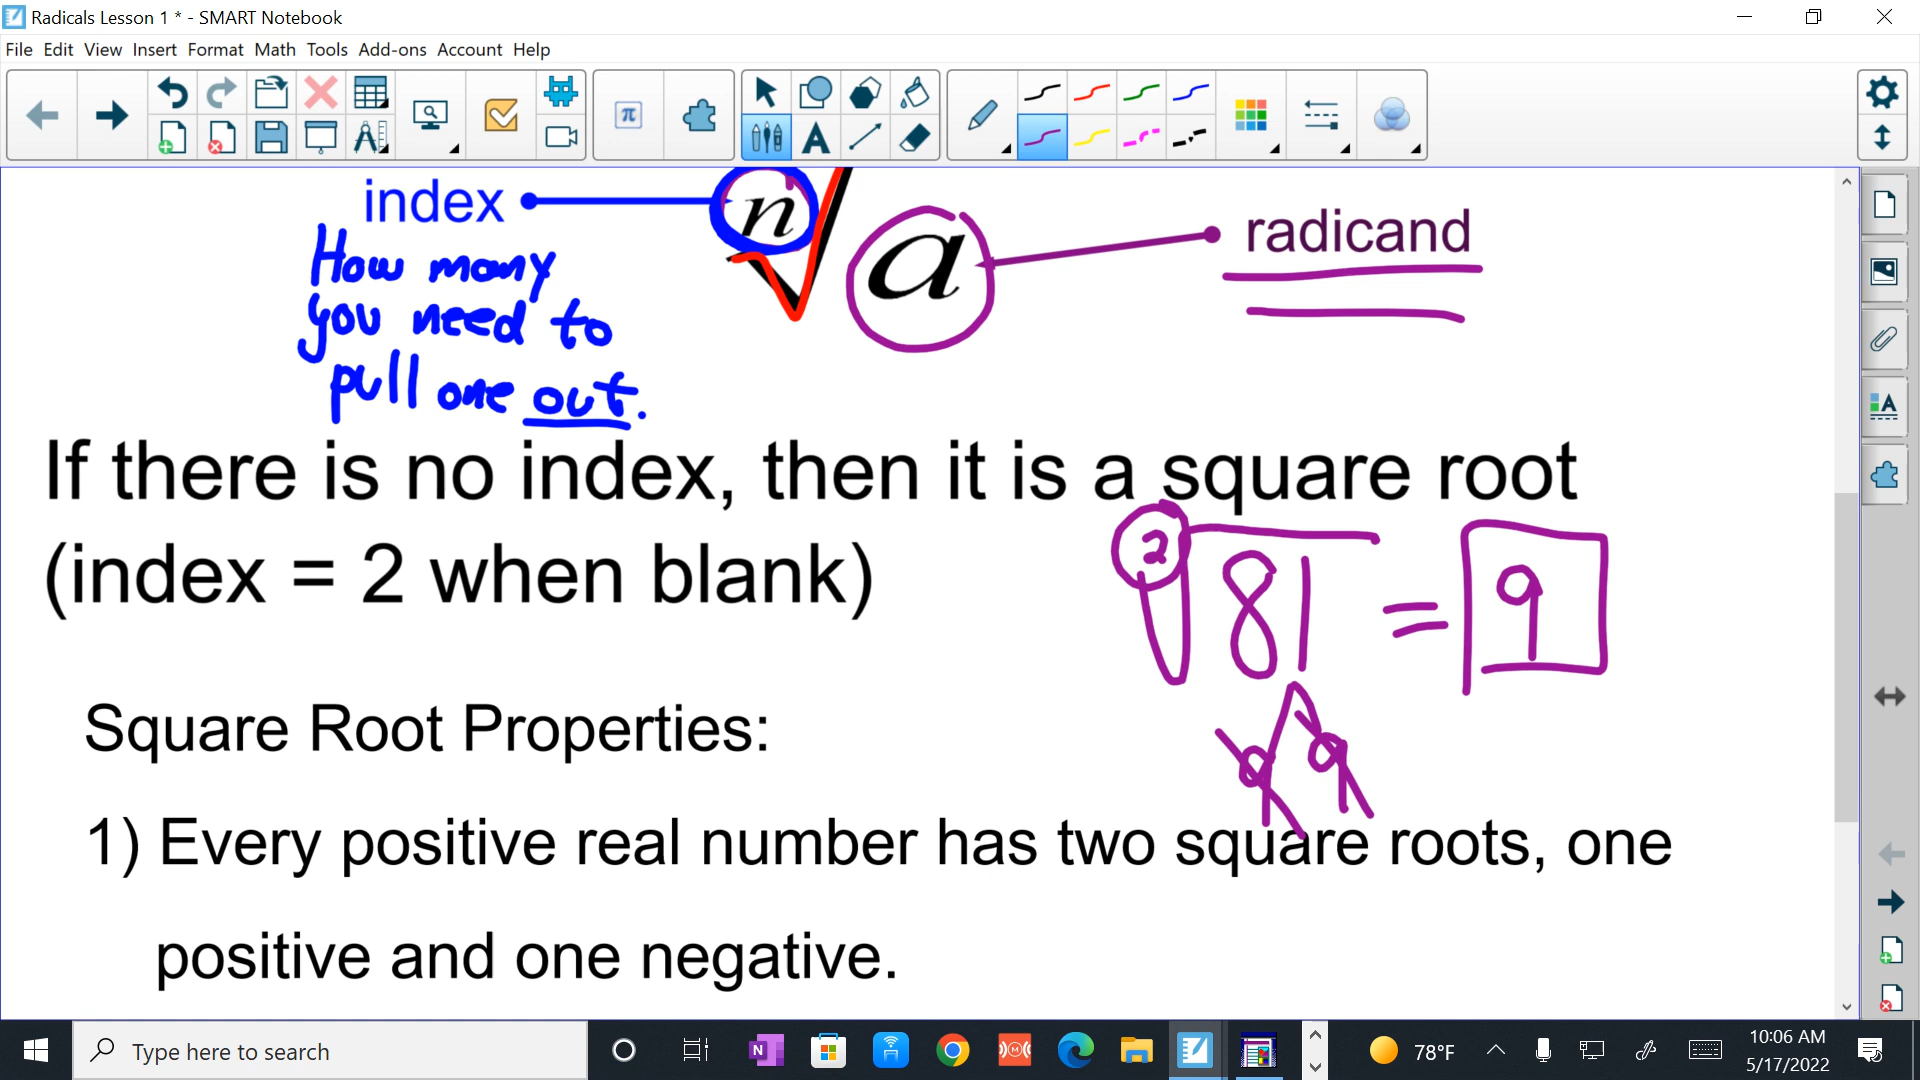 Radicals Lesson 1 * - SMART Notebook
File Edit View Insert Format Math Tools Add-ons Account Help
π
A
index
n
a
radicand
How many
you need to
pull one out.
If there is no index, then it is a square root
(index = 2 when blank)
2
81 = 9
9 9
Square Root Properties:
1) Every positive real number has two square roots, one
positive and one negative.
Type here to search
78°F
10:06 AM
5/17/2022